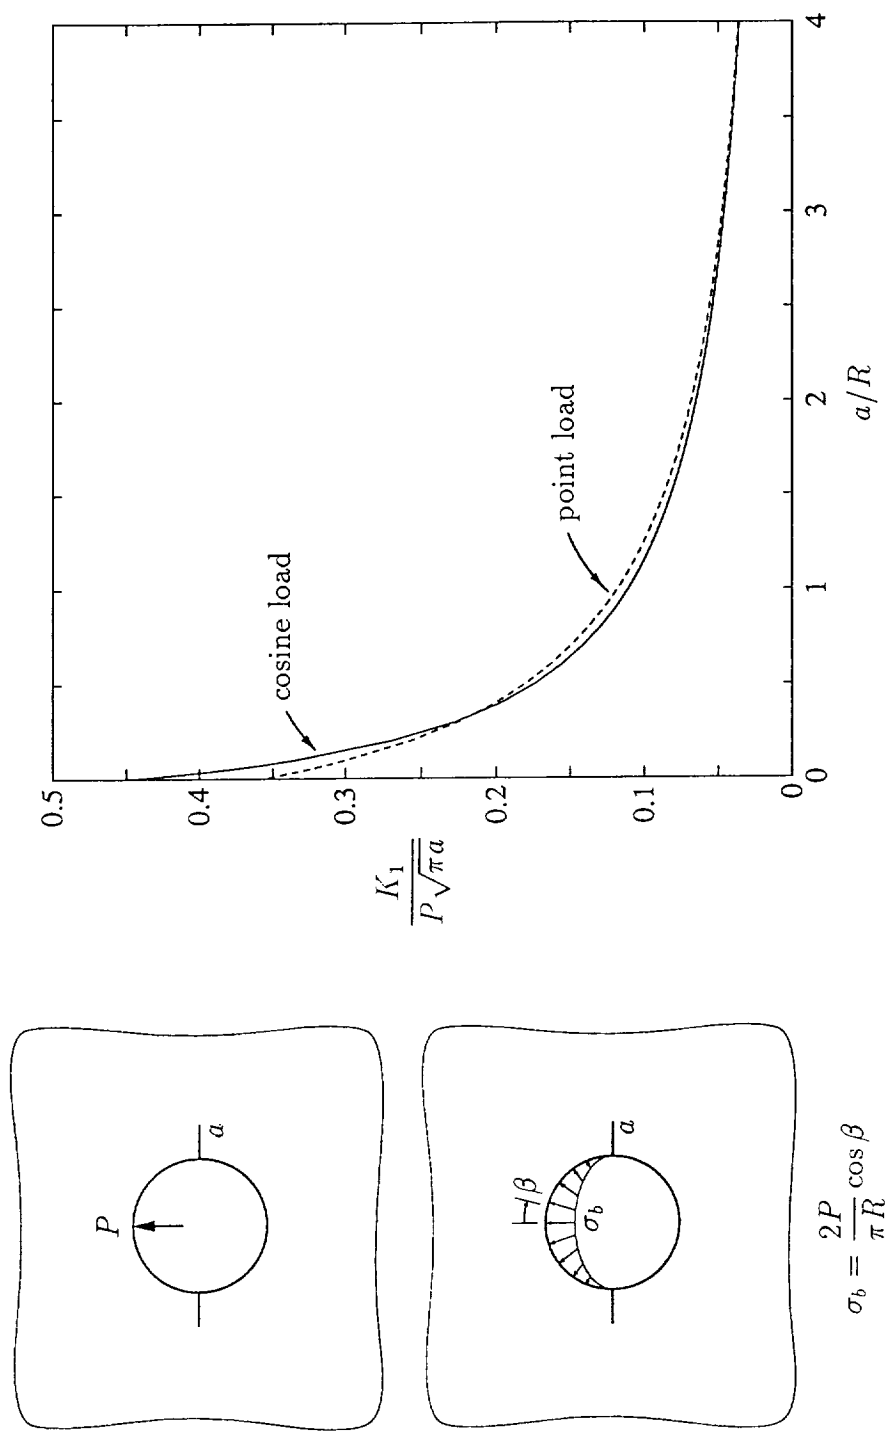 0.5
0.4
0.3
0.2
0.1
0
0
1
2
3
4
K₁
P√πa
a/R
cosine load
point load
P
a
β
σ_b
a
σ_b = 2P/πR cos β